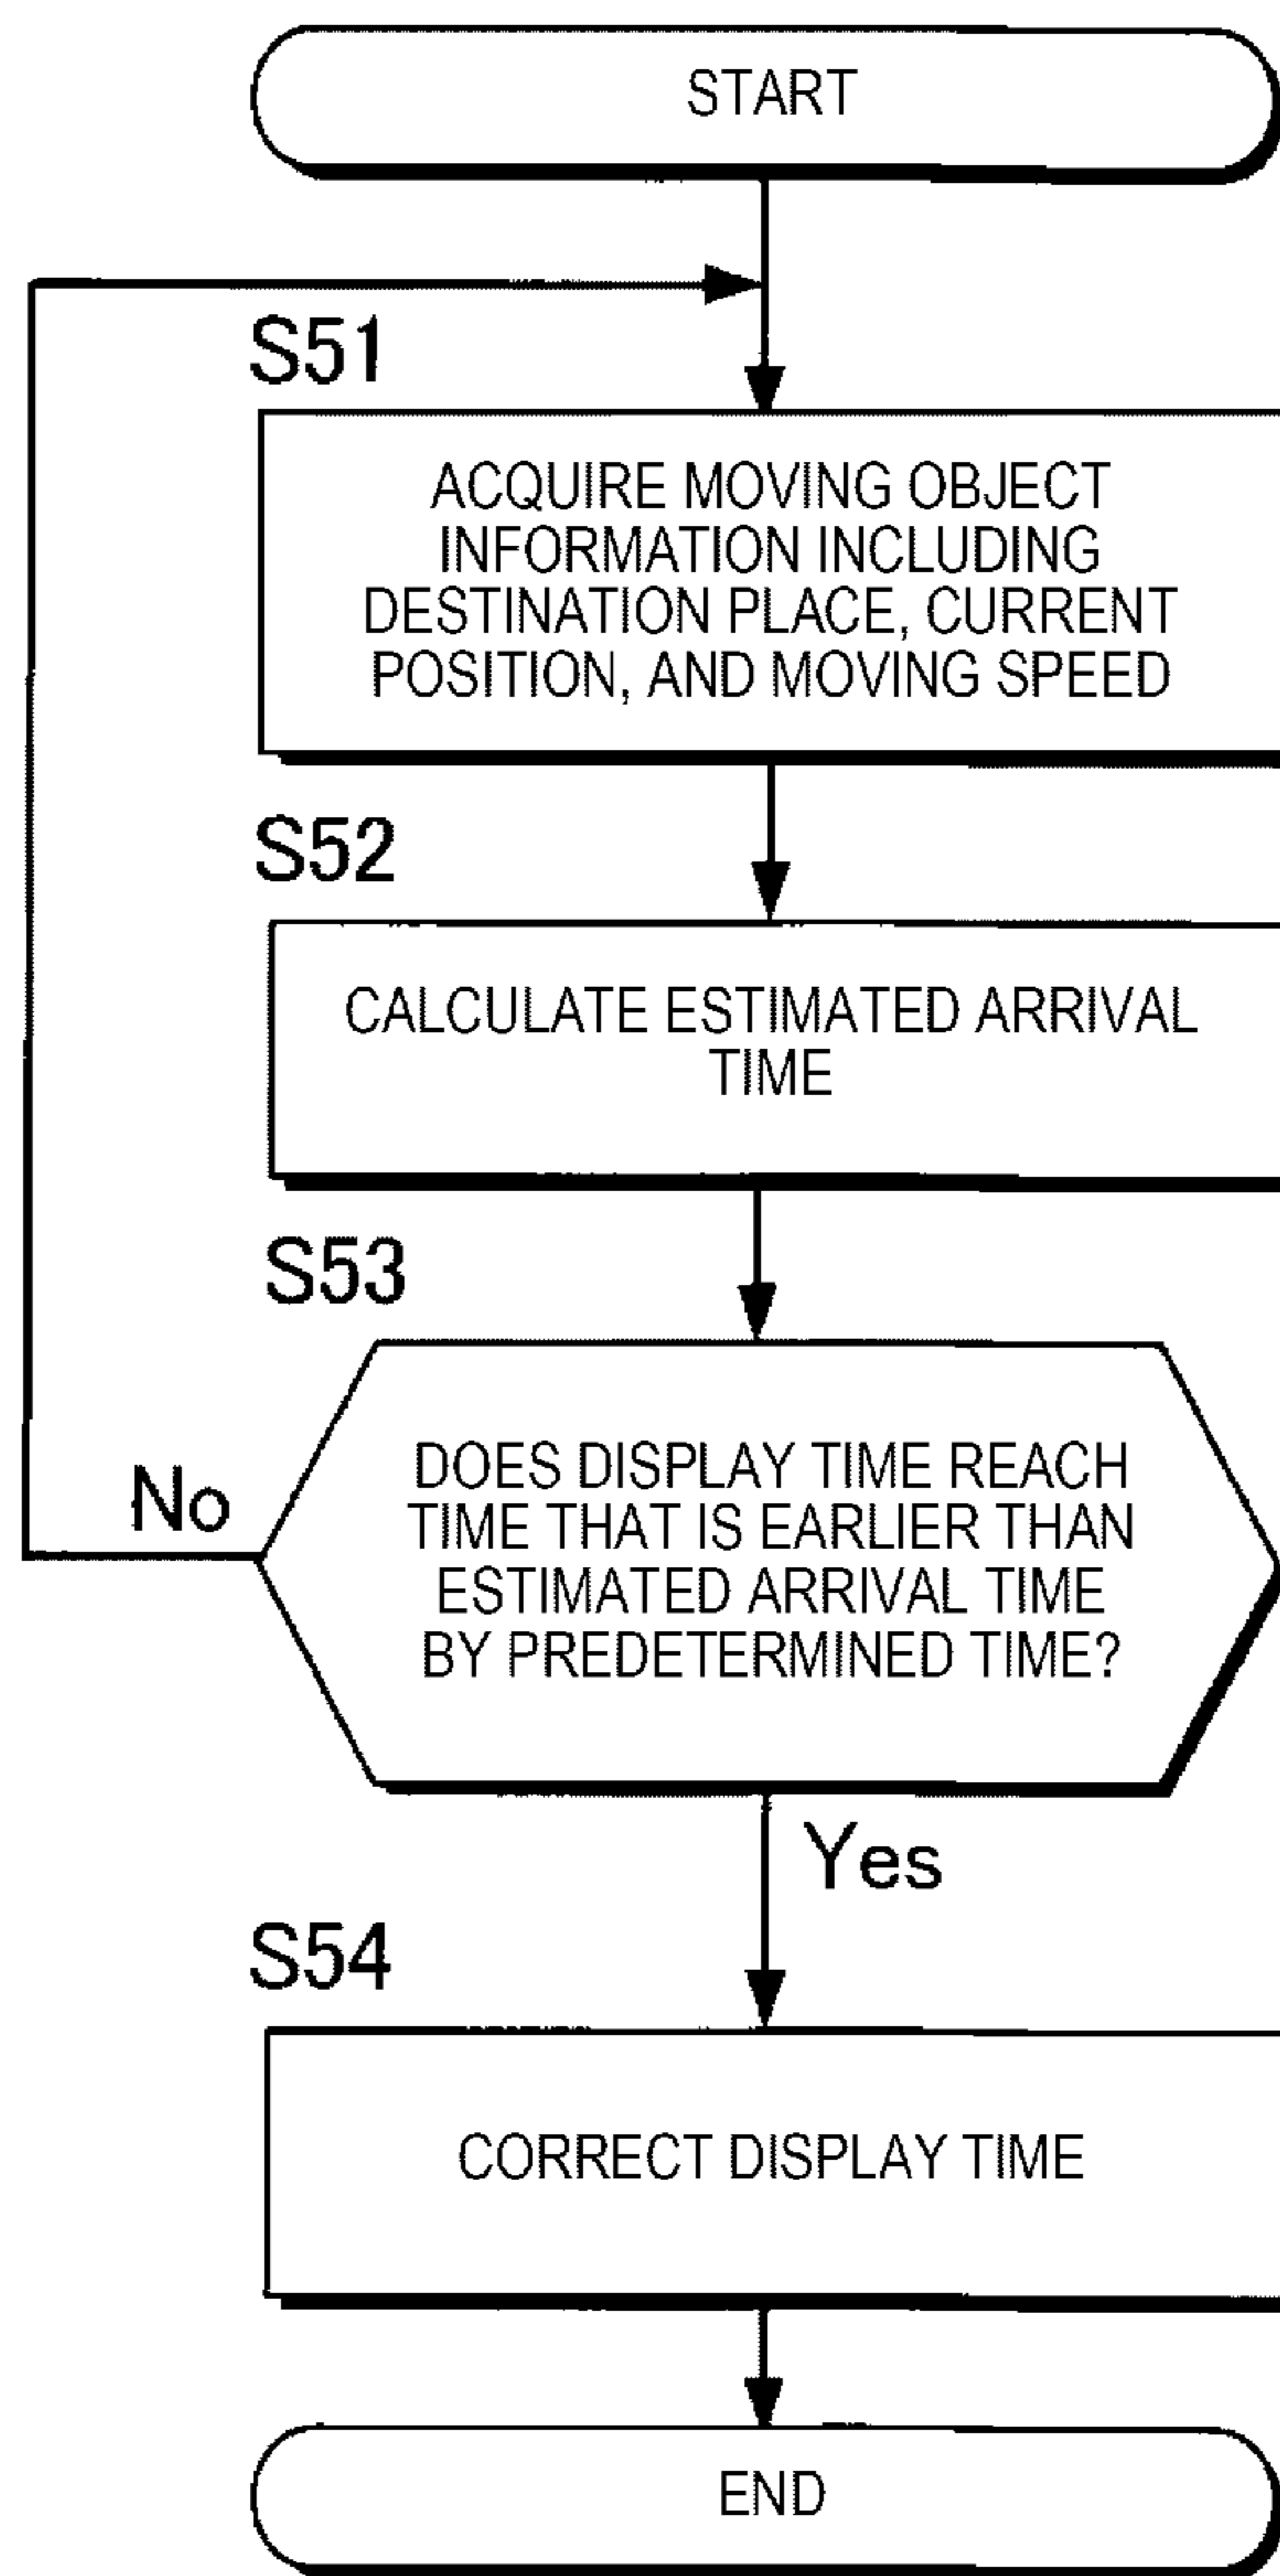 START
S51
ACQUIRE MOVING OBJECT
INFORMATION INCLUDING
DESTINATION PLACE, CURRENT
POSITION, AND MOVING SPEED
S52
CALCULATE ESTIMATED ARRIVAL
TIME
S53
DOES DISPLAY TIME REACH
TIME THAT IS EARLIER THAN
ESTIMATED ARRIVAL TIME
BY PREDETERMINED TIME?
No
Yes
S54
CORRECT DISPLAY TIME
END